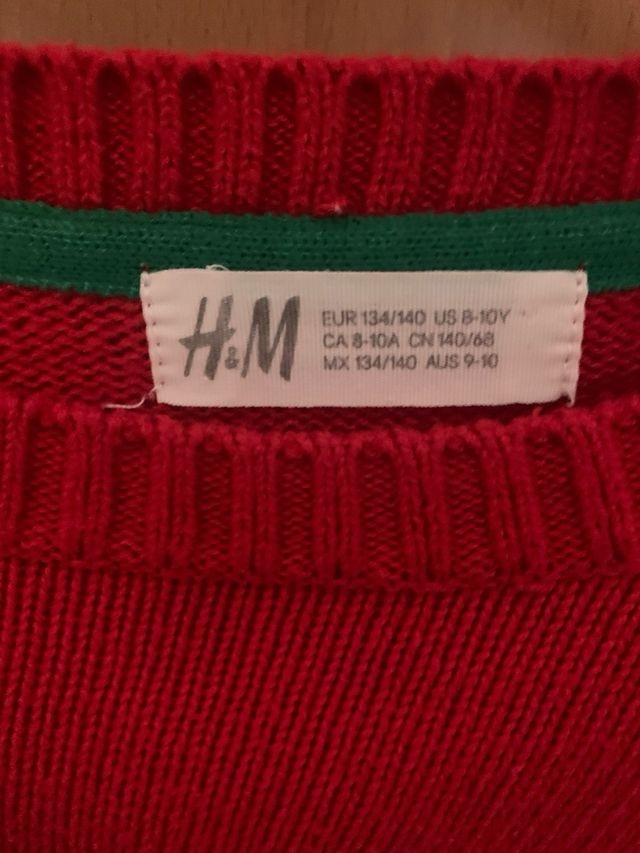 H&M
EUR 134/140 US 8-10Y
CA 8-10A CN 140/68
MX 134/140 AUS 9-10